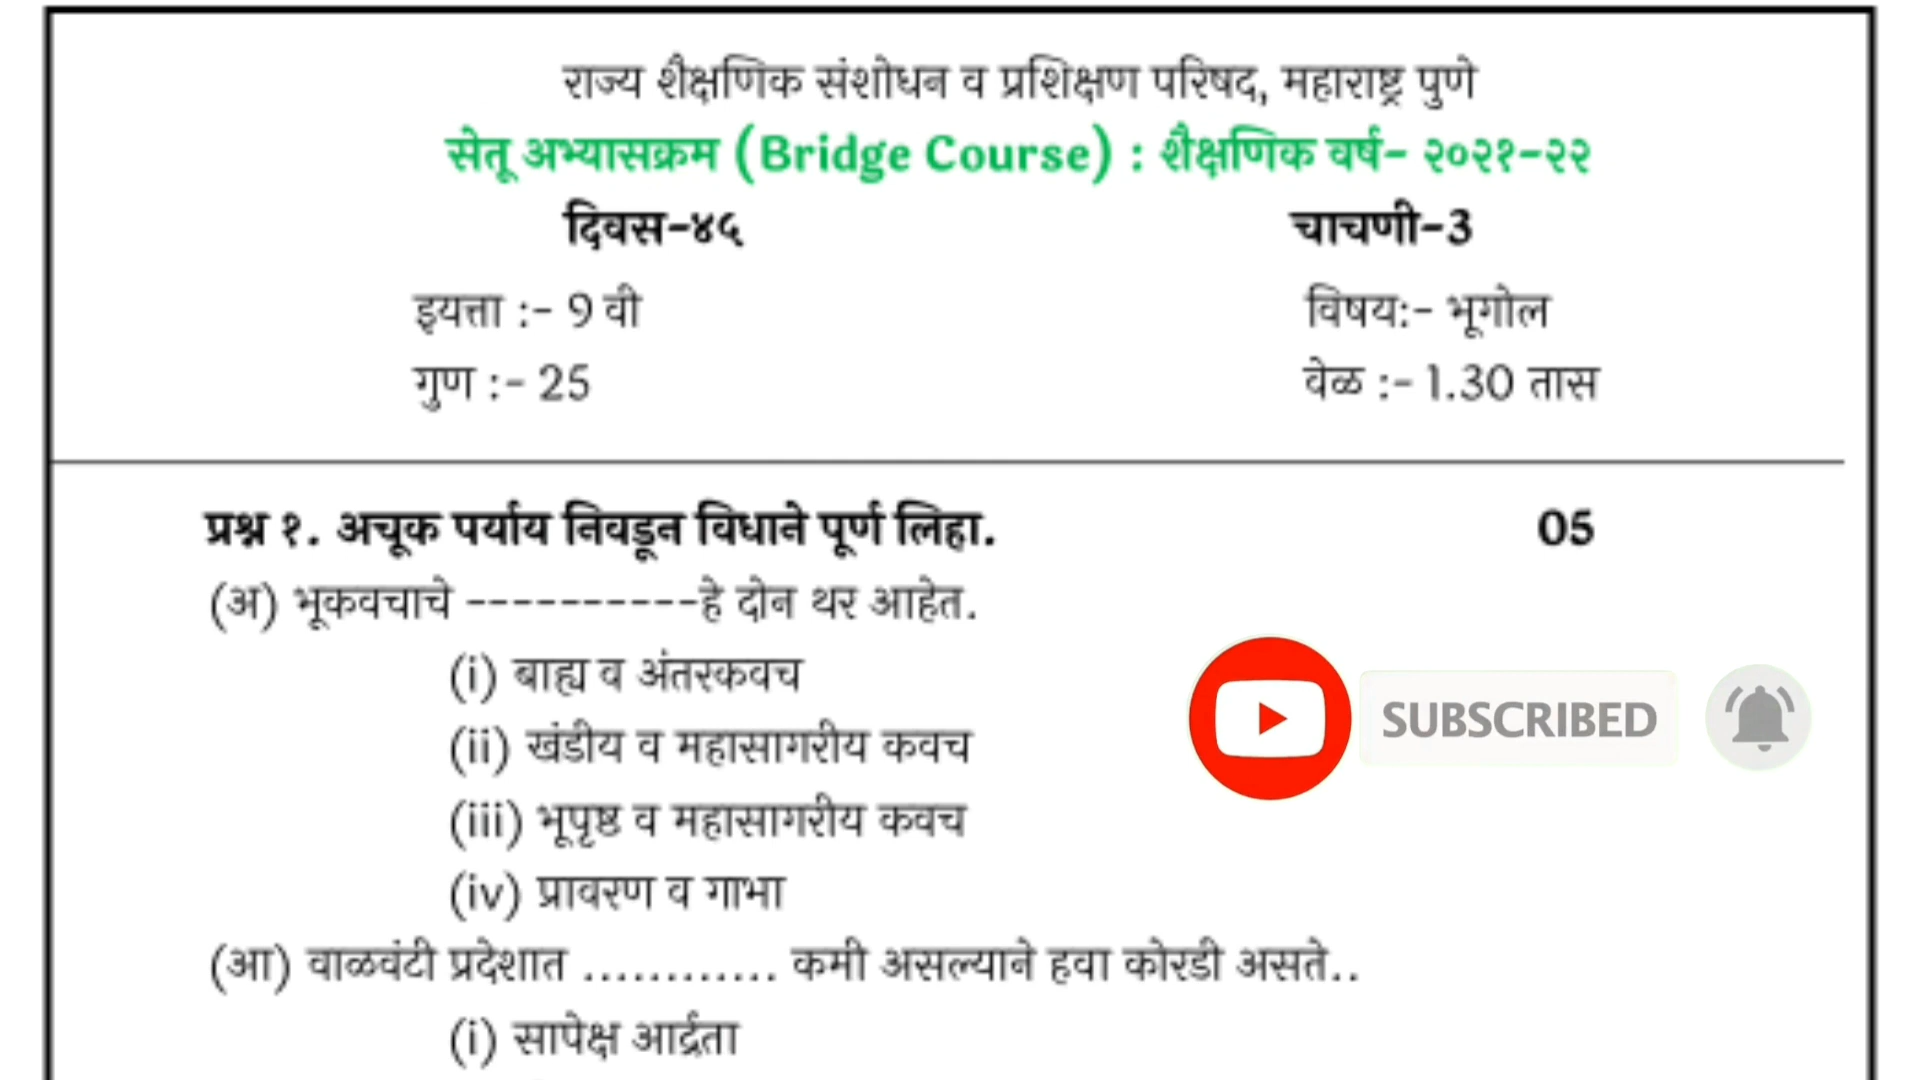 राज्य शैक्षणिक संशोधन व प्रशिक्षण परिषद, महाराष्ट्र पुणे
सेतू अभ्यासक्रम (Bridge Course) : शैक्षणिक वर्ष- २०२१-२२
दिवस-४५ चाचणी-3
इयत्ता :- 9 वी विषय:- भूगोल
गुण :- 25 वेळ :- 1.30 तास
प्रश्न १. अचूक पर्याय निवडून विधाने पूर्ण लिहा. 05
(अ) भूकवचाचे ----------हे दोन थर आहेत.
(i) बाह्य व अंतरकवच
(ii) खंडीय व महासागरीय कवच
SUBSCRIBED
(iii) भूपृष्ठ व महासागरीय कवच
(iv) प्रावरण व गाभा
(आ) वाळवंटी प्रदेशात ............ कमी असल्याने हवा कोरडी असते..
(i) सापेक्ष आर्द्रता